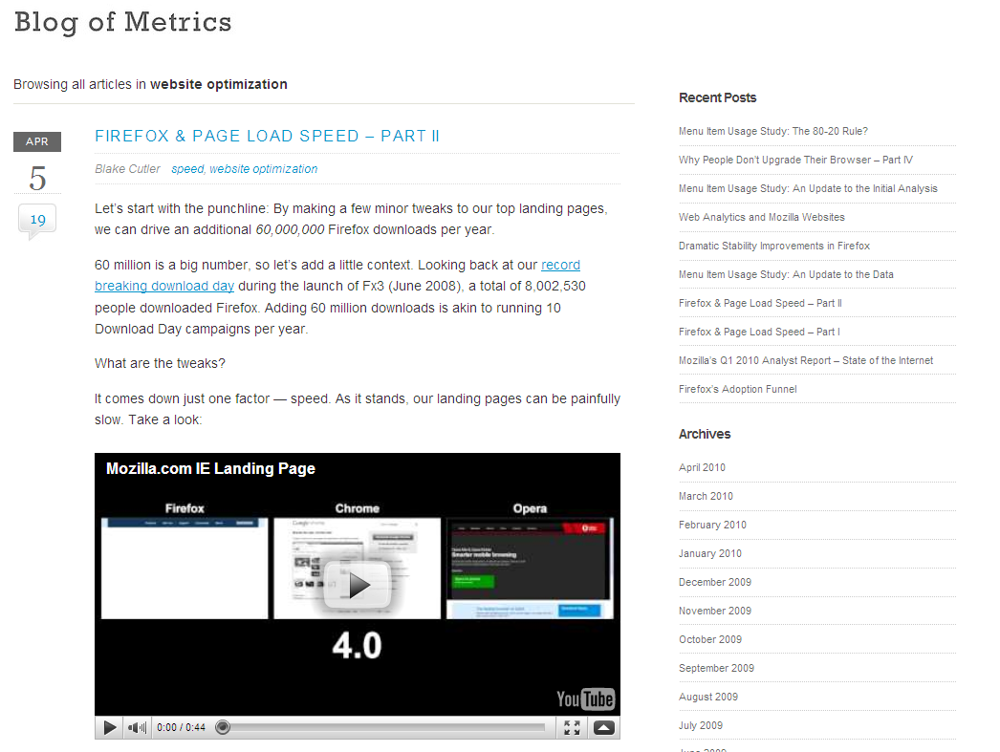 Blog of Metrics
Browsing all articles in website optimization
APR
5
19
FIREFOX & PAGE LOAD SPEED – PART II
Blake Cutler speed, website optimization
Let's start with the punchline: By making a few minor tweaks to our top landing pages,
we can drive an additional 60,000,000 Firefox downloads per year.
60 million is a big number, so let's add a little context. Looking back at our record
breaking download day during the launch of Fx3 (June 2008), a total of 8,002,530
people downloaded Firefox. Adding 60 million downloads is akin to running 10
Download Day campaigns per year.
What are the tweaks?
It comes down just one factor — speed. As it stands, our landing pages can be painfully
slow. Take a look:
Mozilla.com IE Landing Page
Firefox
Chrome
Opera
Smarter mobile browsing
4.0
YouTube
0:00 / 0:44
Recent Posts
Menu Item Usage Study: The 80-20 Rule?
Why People Don't Upgrade Their Browser – Part IV
Menu Item Usage Study: An Update to the Initial Analysis
Web Analytics and Mozilla Websites
Dramatic Stability Improvements in Firefox
Menu Item Usage Study: An Update to the Data
Firefox & Page Load Speed – Part II
Firefox & Page Load Speed – Part I
Mozilla's Q1 2010 Analyst Report – State of the Internet
Firefox's Adoption Funnel
Archives
April 2010
March 2010
February 2010
January 2010
December 2009
November 2009
October 2009
September 2009
August 2009
July 2009
June 2009